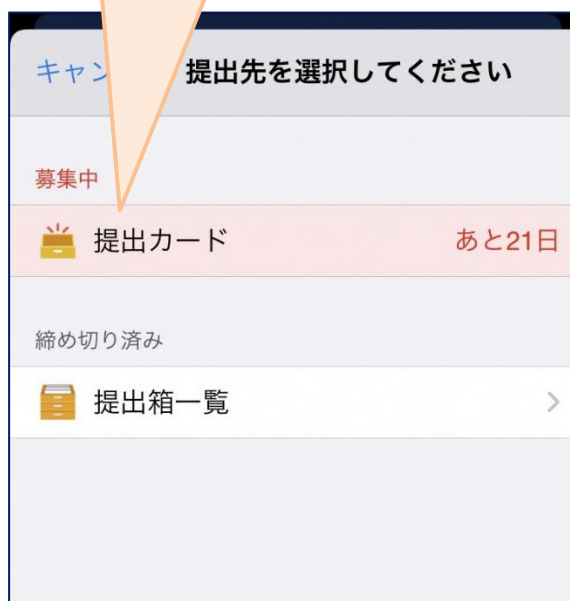 キャン 提出先を選択してください
募集中
提出カード あと21日
締め切り済み
提出箱一覧